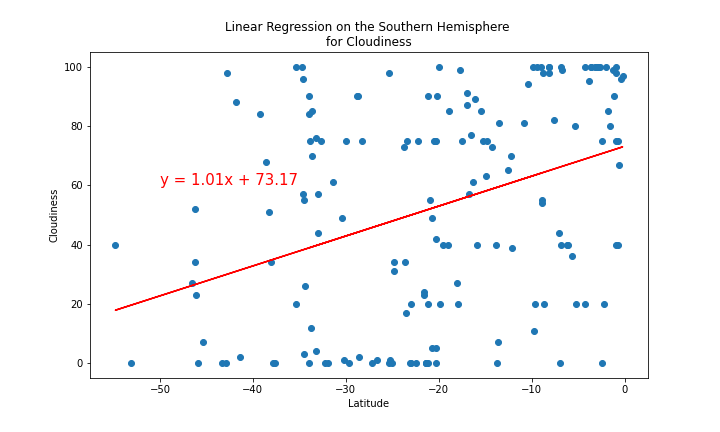 Linear Regression on the Southern Hemisphere
for Cloudiness
100
80
60
40
20
0
Cloudiness
y = 1.01x + 73.17
−50
−40
−30
−20
−10
0
Latitude